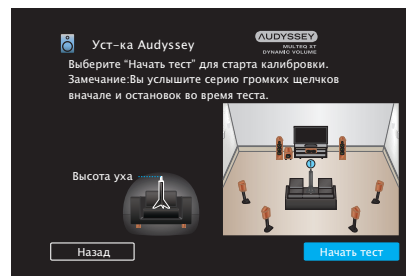 Уст-ка Audyssey
AUDYSSEY
MULTEQ XT
DYNAMIC VOLUME
Выберите “Начать тест” для старта калибровки.
Замечание:Вы услышите серию громких щелчков
вначале и остановок во время теста.
Высота уха
1
Назад
Начать тест